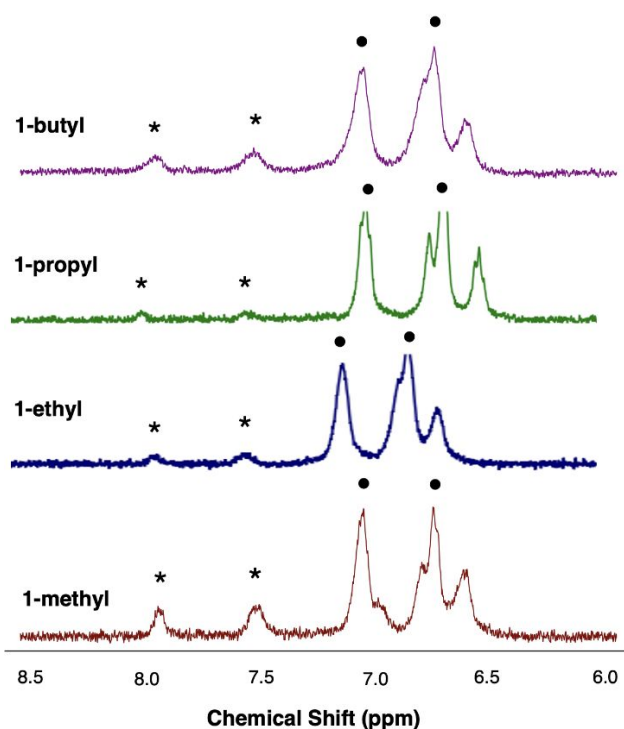 1-butyl
* *
1-propyl
* *
1-ethyl
* *
1-methyl
* *
8.5 8.0 7.5 7.0 6.5 6.0
Chemical Shift (ppm)